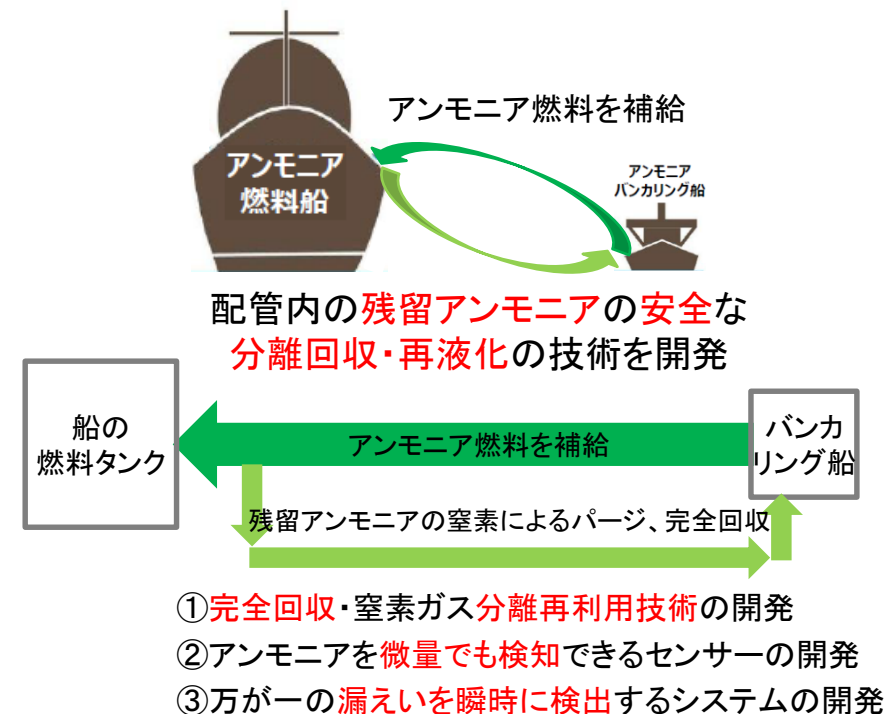 アンモニア燃料を補給
アンモニア
燃料船
アンモニア
バンカリング船
配管内の残留アンモニアの安全な
分離回収・再液化の技術を開発
船の
燃料タンク
アンモニア燃料を補給
バンカ
リング船
残留アンモニアの窒素によるパージ、完全回収
①完全回収・窒素ガス分離再利用技術の開発
②アンモニアを微量でも検知できるセンサーの開発
③万が一の漏えいを瞬時に検出するシステムの開発